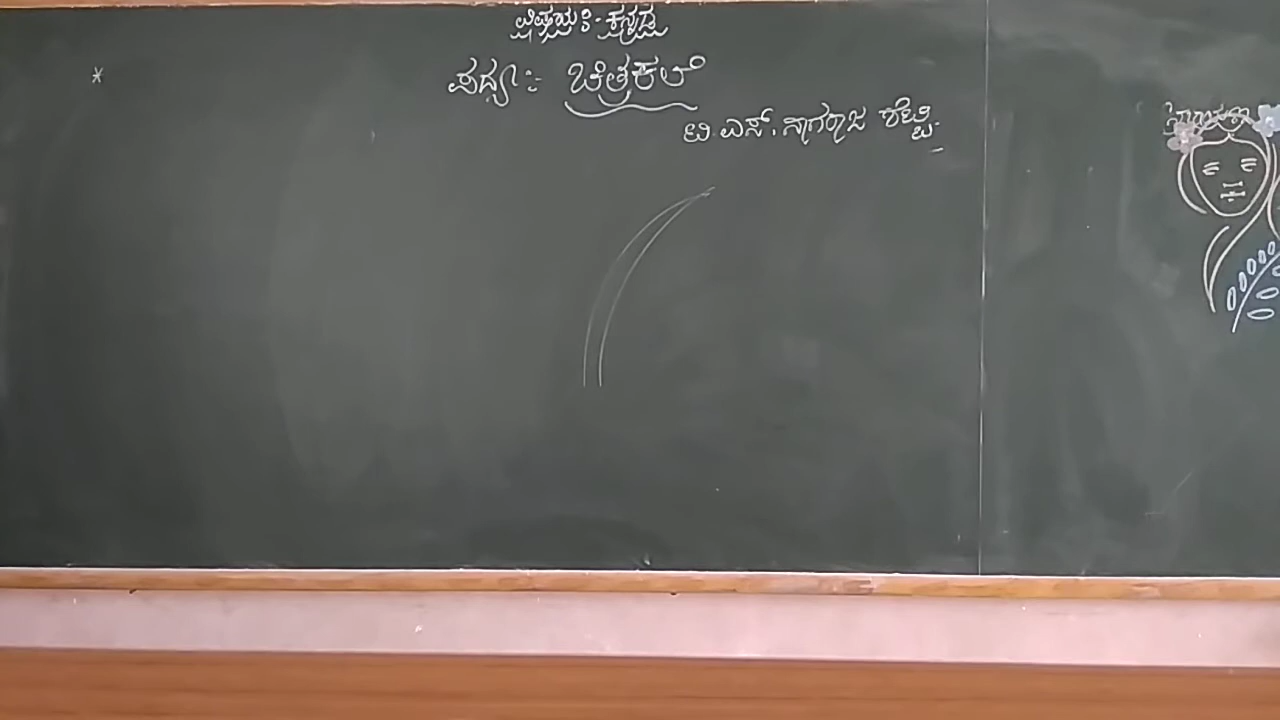 ವಿಷಯ :- ಕನ್ನಡ
ಪದ್ಯ :- ಚಿತ್ರಕಲೆ
ಟಿ. ಎಸ್. ನಾಗರಾಜ ಶೆಟ್ಟಿ.